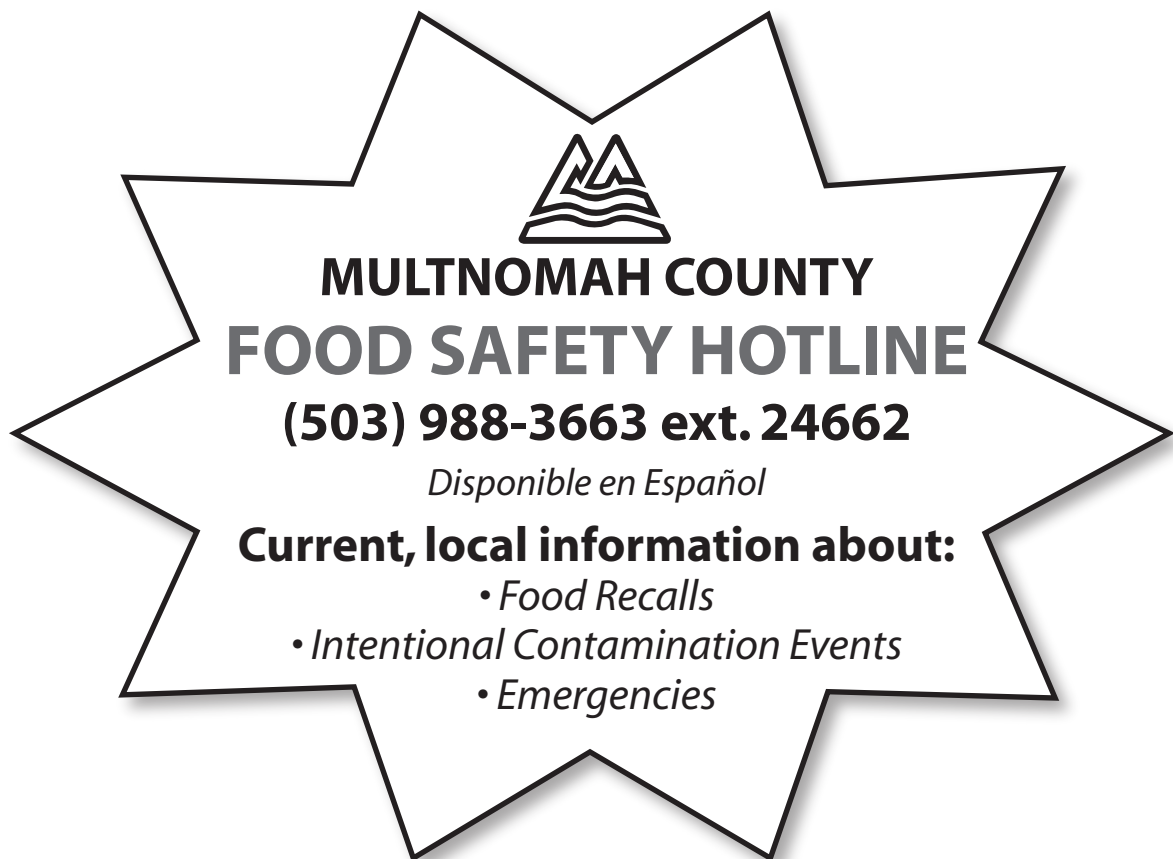 MULTNOMAH COUNTY
FOOD SAFETY HOTLINE
(503) 988-3663 ext. 24662
Disponible en Español
Current, local information about:
• Food Recalls
• Intentional Contamination Events
• Emergencies